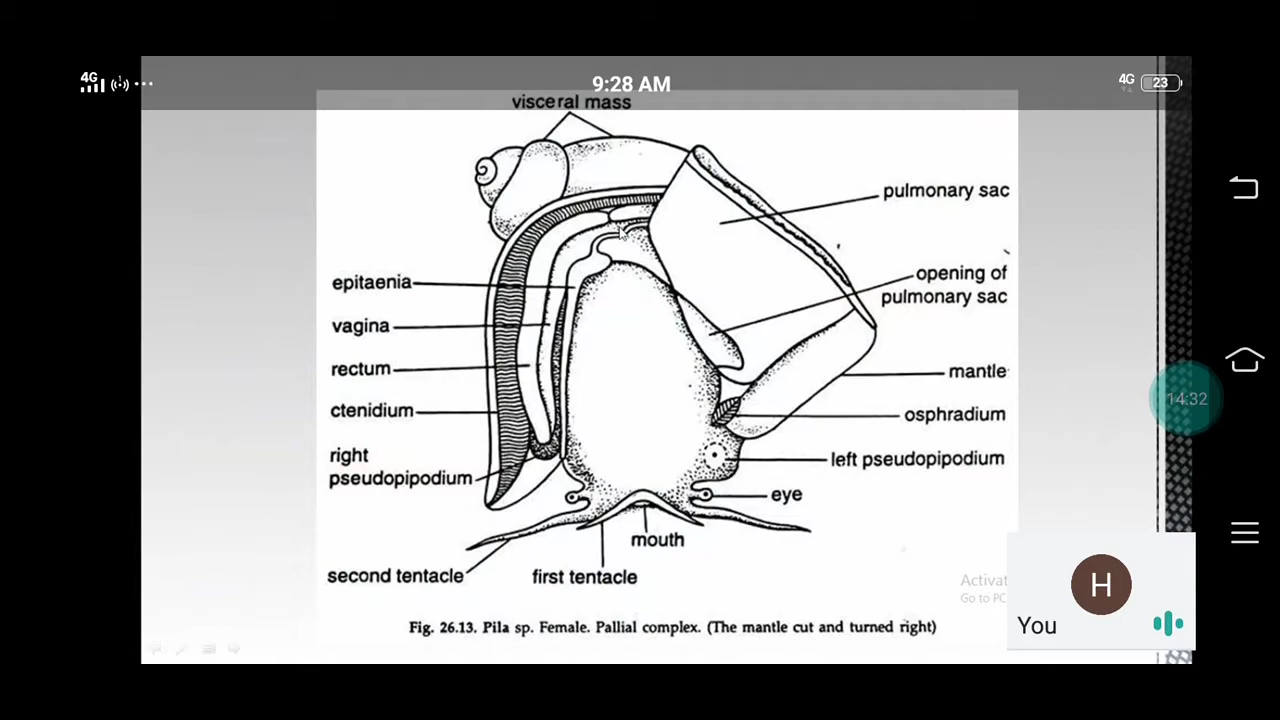 4G
9:28 AM
4G
23
visceral mass
pulmonary sac
opening of
pulmonary sac
epitaenia
vagina
rectum
mantle
ctenidium
osphradium
right
pseudopipodium
left pseudopipodium
eye
mouth
second tentacle
first tentacle
14:32
Activat
Go to PC
H
You
Fig. 26.13. Pila sp. Female. Pallial complex. (The mantle cut and turned right)